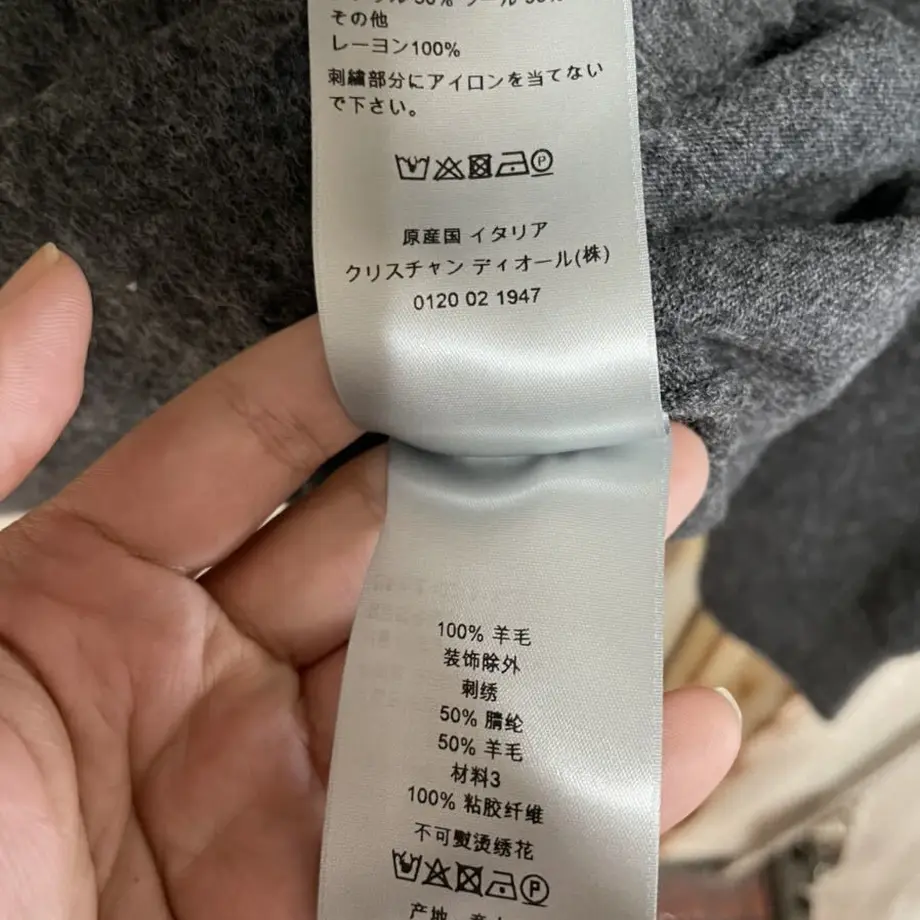 その他
レーヨン100%
刺繍部分にアイロンを当てない
で下さい。
P
原産国 イタリア
クリスチャン ディオール(株)
0120 02 1947
100% 羊毛
装饰除外
刺绣
50% 腈纶
50% 羊毛
材料3
100% 粘胶纤维
不可熨烫绣花
P